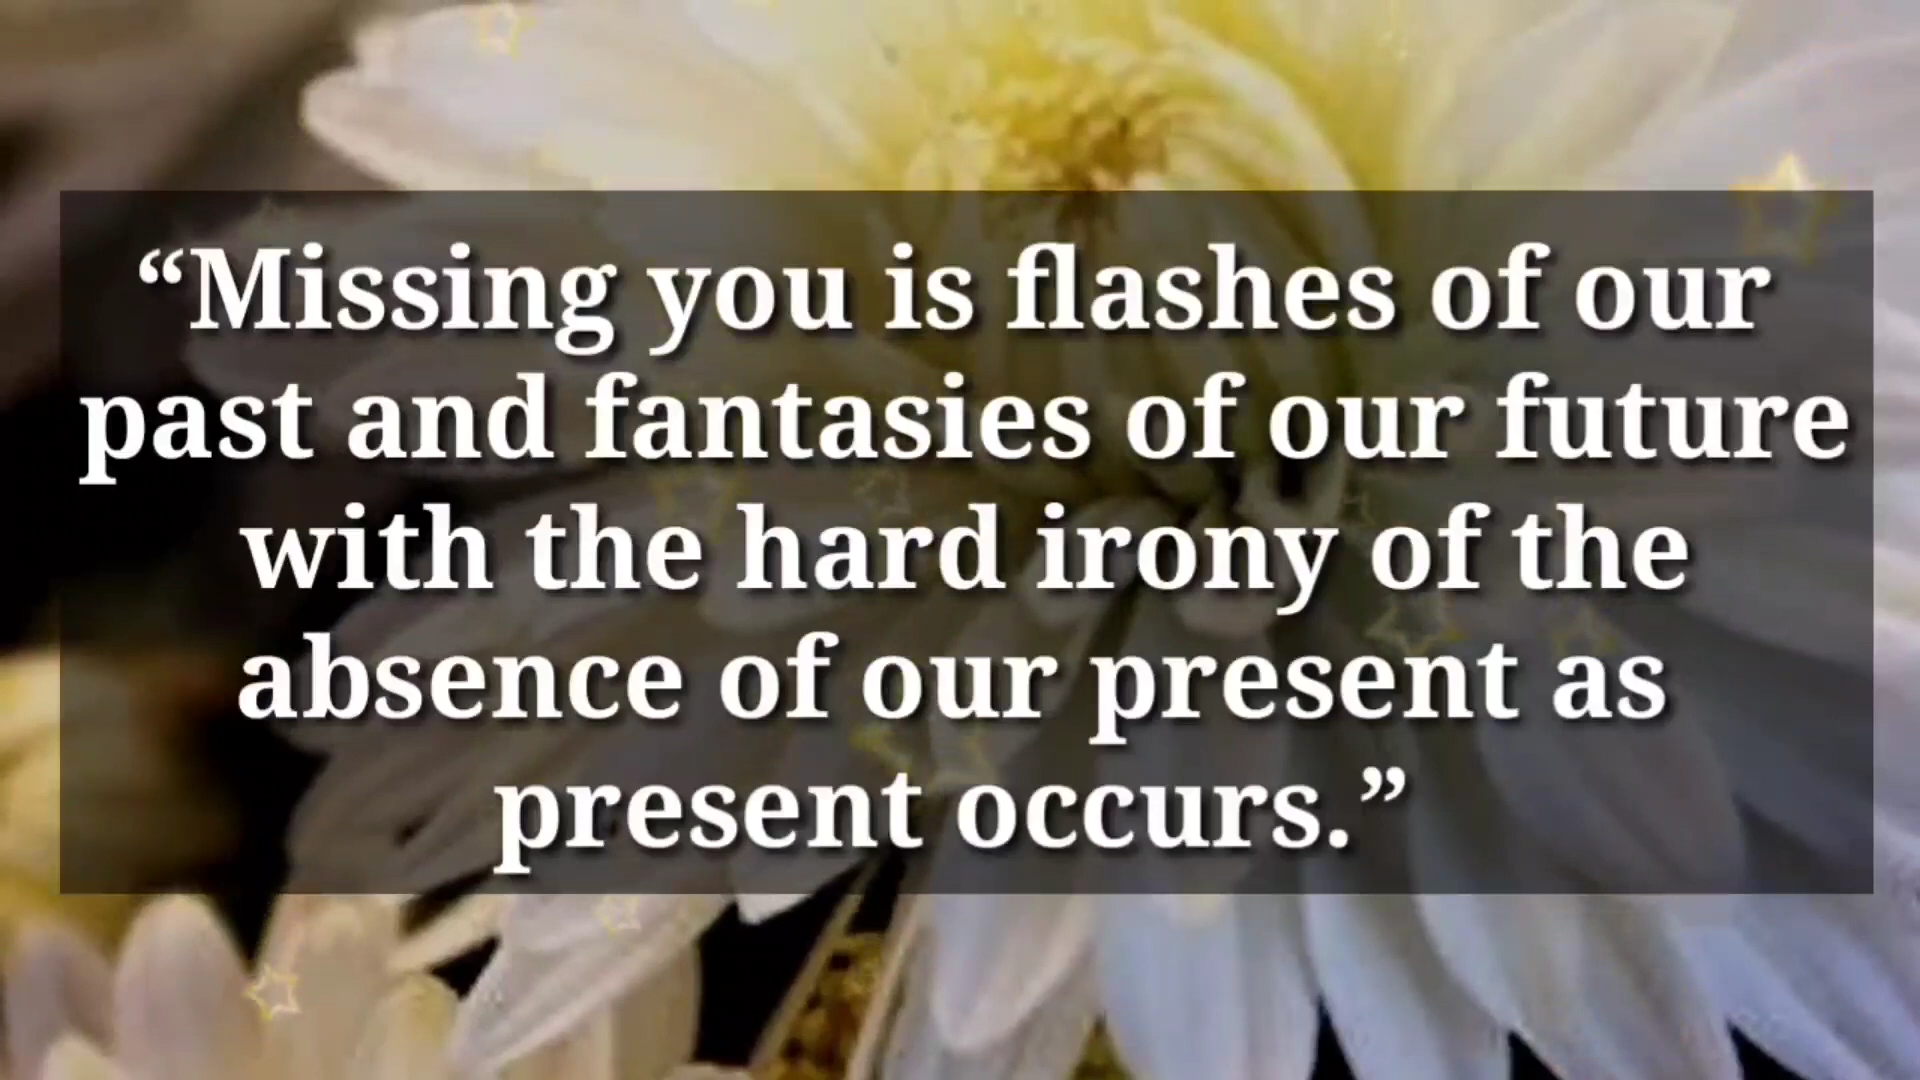 “Missing you is flashes of our
past and fantasies of our future
with the hard irony of the
absence of our present as
present occurs.”